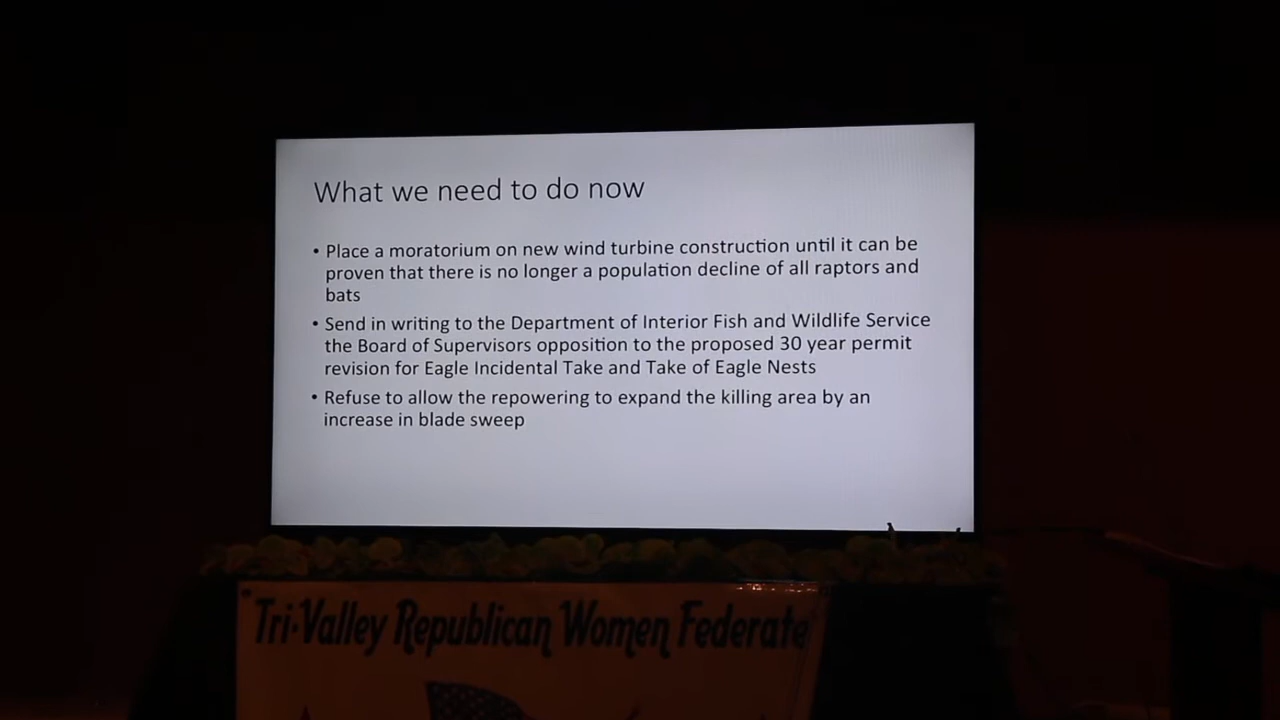 What we need to do now
• Place a moratorium on new wind turbine construction until it can be
proven that there is no longer a population decline of all raptors and
bats
• Send in writing to the Department of Interior Fish and Wildlife Service
the Board of Supervisors opposition to the proposed 30 year permit
revision for Eagle Incidental Take and Take of Eagle Nests
• Refuse to allow the repowering to expand the killing area by an
increase in blade sweep
Tri-Valley Republican Women Federate